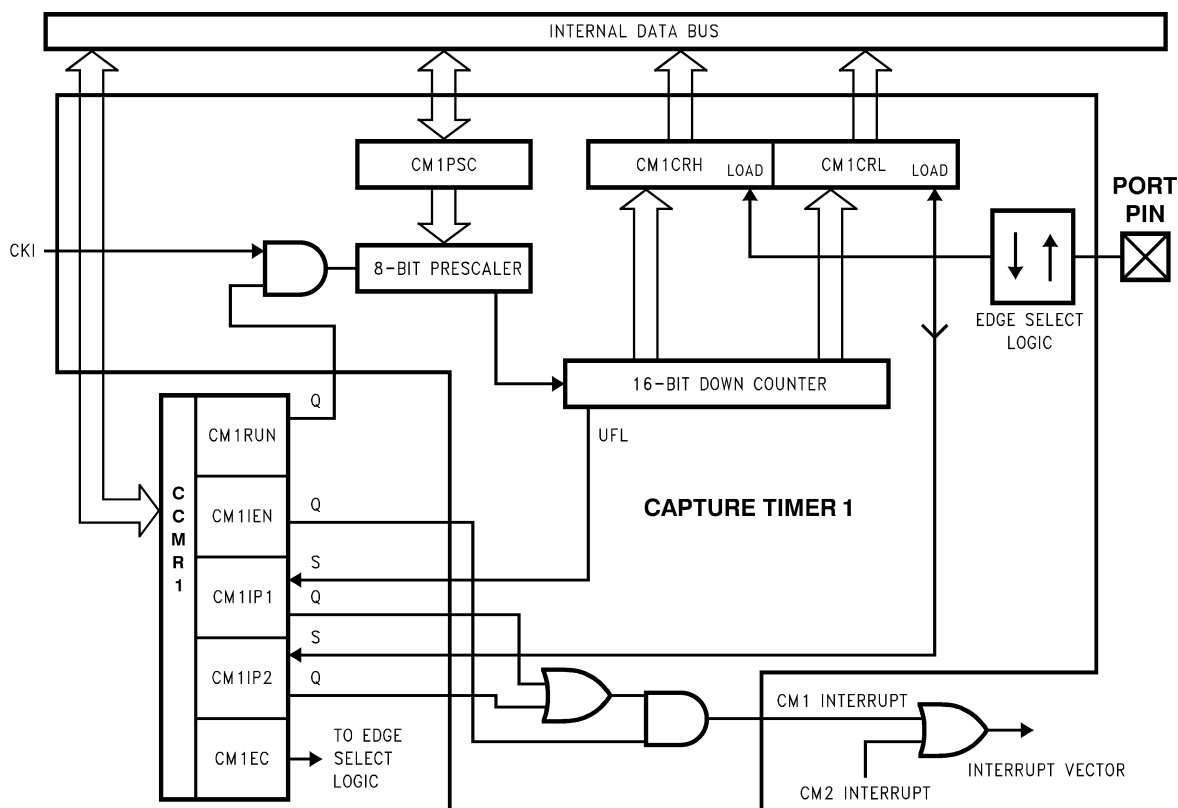 INTERNAL DATA BUS
CM1PSC
CM1CRH
LOAD
CM1CRL
LOAD
PORT
PIN
CKI
8-BIT PRESCALER
EDGE SELECT
LOGIC
16-BIT DOWN COUNTER
UFL
CAPTURE TIMER 1
CCMR1
CM1RUN
Q
CM1IEN
Q
CM1IP1
S
Q
CM1IP2
S
Q
CM1EC
TO EDGE
SELECT
LOGIC
CM1 INTERRUPT
CM2 INTERRUPT
INTERRUPT VECTOR